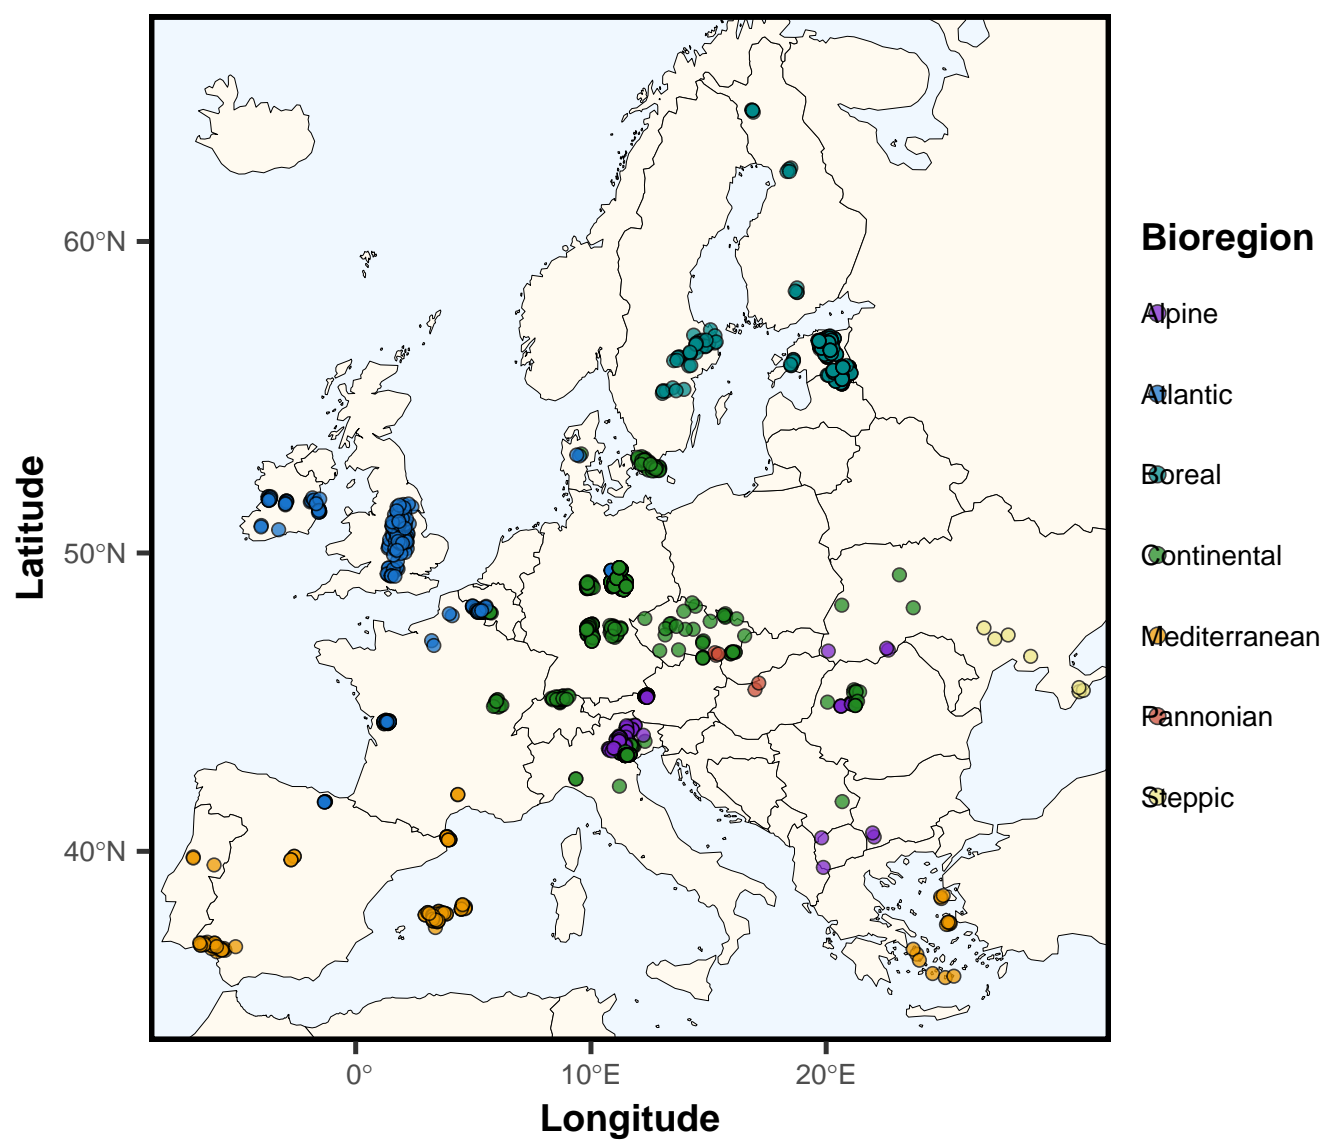 60°N
50°N
40°N
0°
10°E
20°E
Longitude
Latitude
Bioregion
Alpine
Atlantic
Boreal
Continental
Mediterranean
Pannonian
Steppic